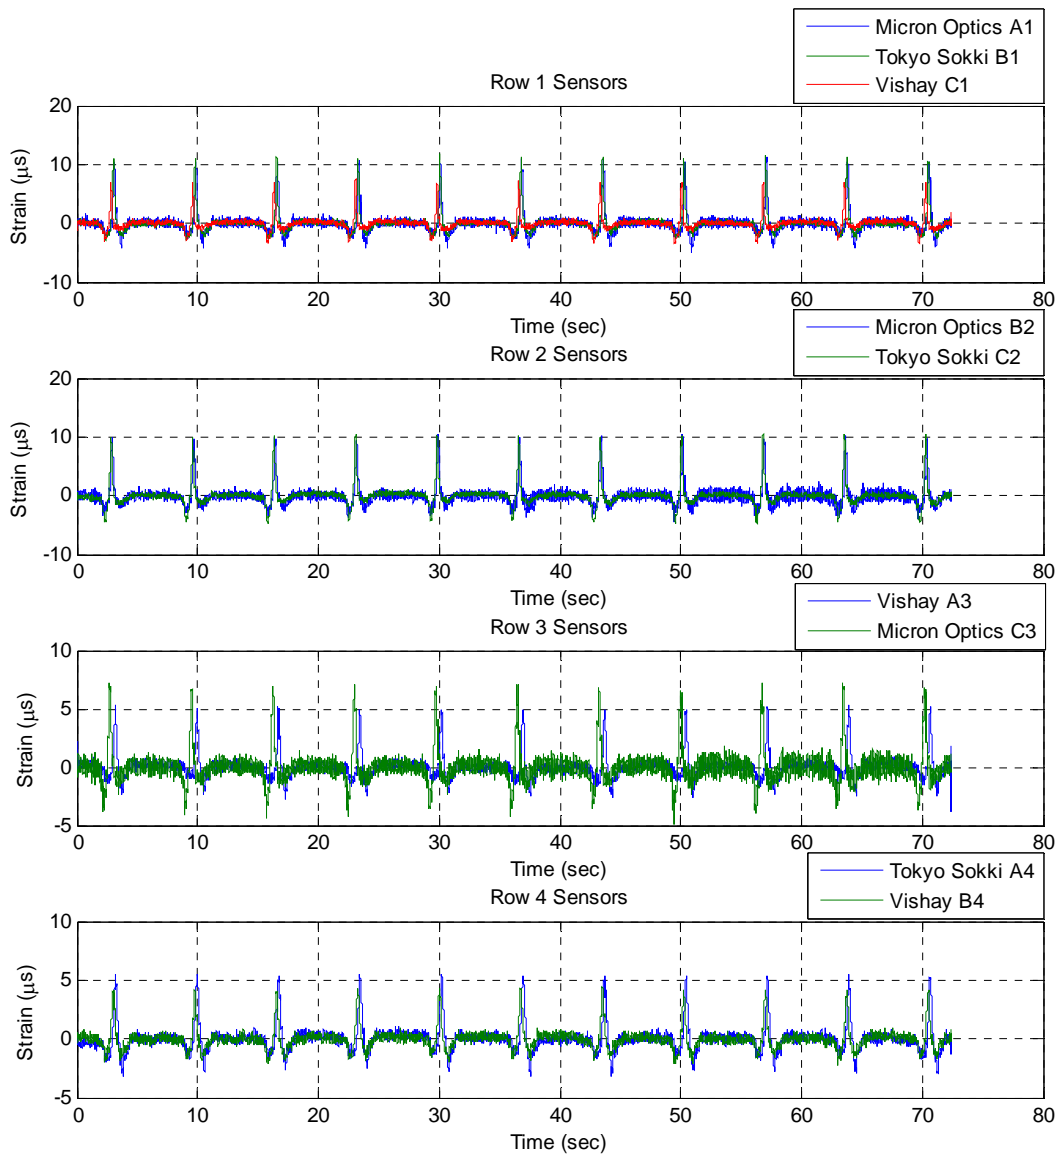 Micron Optics A1
Tokyo Sokki B1
Vishay C1
Row 1 Sensors
20
10
0
-10
Strain (μs)
0 10 20 30 40 50 60 70 80
Time (sec)
Micron Optics B2
Tokyo Sokki C2
Row 2 Sensors
20
10
0
-10
Strain (μs)
0 10 20 30 40 50 60 70 80
Time (sec)
Vishay A3
Micron Optics C3
Row 3 Sensors
10
5
0
-5
Strain (μs)
0 10 20 30 40 50 60 70 80
Time (sec)
Tokyo Sokki A4
Vishay B4
Row 4 Sensors
10
5
0
-5
Strain (μs)
0 10 20 30 40 50 60 70 80
Time (sec)